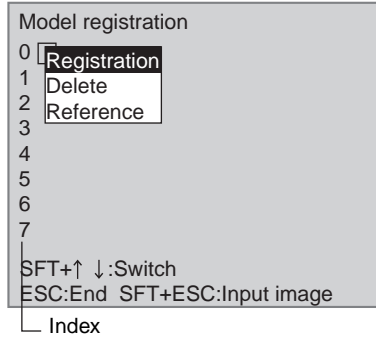 Model registration
0 Registration
1 Delete
2 Reference
3
4
5
6
7
SFT+↑ ↓:Switch
ESC:End SFT+ESC:Input image
Index